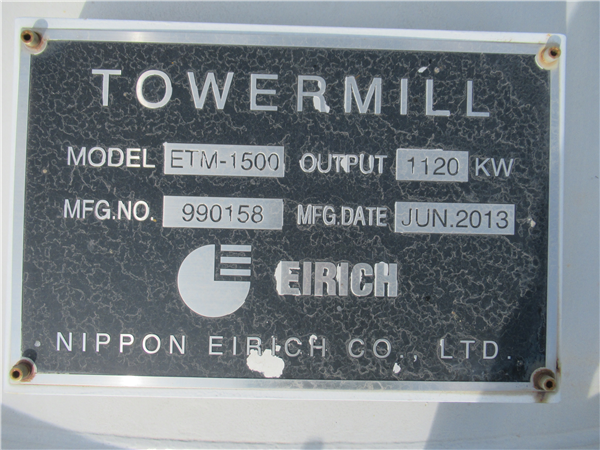 TOWERMILL
MODEL ETM-1500 OUTPUT 1120 KW
MFG.NO. 990158 MFG.DATE JUN.2013
EIRICH
NIPPON EIRICH CO., LTD.